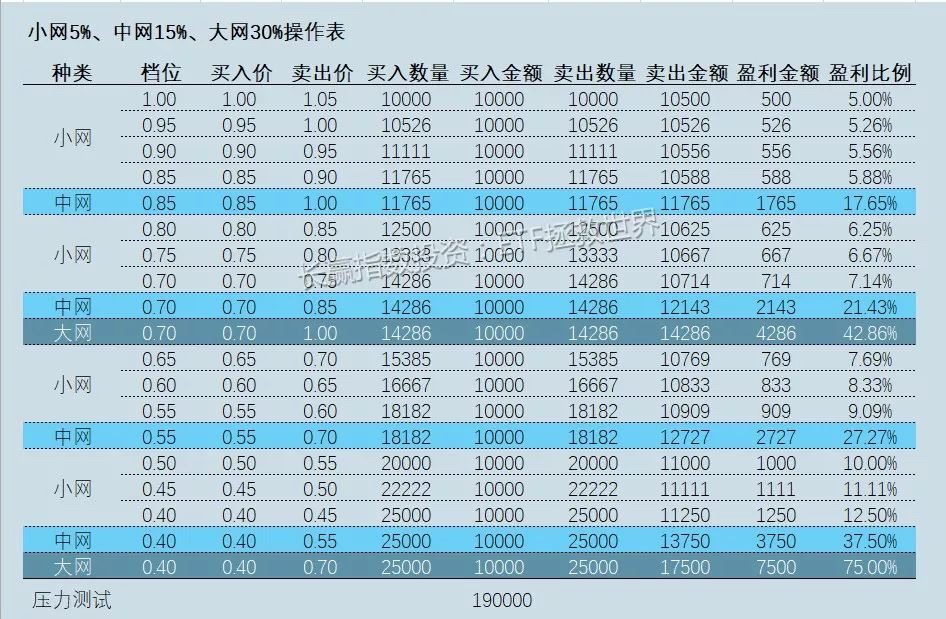 小网5%、中网15%、大网30%操作表
种类 档位 买入价 卖出价 买入数量 买入金额 卖出数量 卖出金额 盈利金额 盈利比例
1.00 1.00 1.05 10000 10000 10000 10500 500 5.00%
0.95 0.95 1.00 10526 10000 10526 10526 526 5.26%
小网
0.90 0.90 0.95 11111 10000 11111 10556 556 5.56%
0.85 0.85 0.90 11765 10000 11765 10588 588 5.88%
中网 0.85 0.85 1.00 11765 10000 11765 11765 1765 17.65%
0.80 0.80 0.85 12500 10000 12500 10625 625 6.25%
小网 0.75 0.75 0.80 13333 10000 13333 10667 667 6.67%
0.70 0.70 0.75 14286 10000 14286 10714 714 7.14%
长赢指数投资·ETF拯救世界
中网 0.70 0.70 0.85 14286 10000 14286 12143 2143 21.43%
大网 0.70 0.70 1.00 14286 10000 14286 14286 4286 42.86%
0.65 0.65 0.70 15385 10000 15385 10769 769 7.69%
小网 0.60 0.60 0.65 16667 10000 16667 10833 833 8.33%
0.55 0.55 0.60 18182 10000 18182 10909 909 9.09%
中网 0.55 0.55 0.70 18182 10000 18182 12727 2727 27.27%
0.50 0.50 0.55 20000 10000 20000 11000 1000 10.00%
小网 0.45 0.45 0.50 22222 10000 22222 11111 1111 11.11%
0.40 0.40 0.45 25000 10000 25000 11250 1250 12.50%
中网 0.40 0.40 0.55 25000 10000 25000 13750 3750 37.50%
大网 0.40 0.40 0.70 25000 10000 25000 17500 7500 75.00%
压力测试 190000